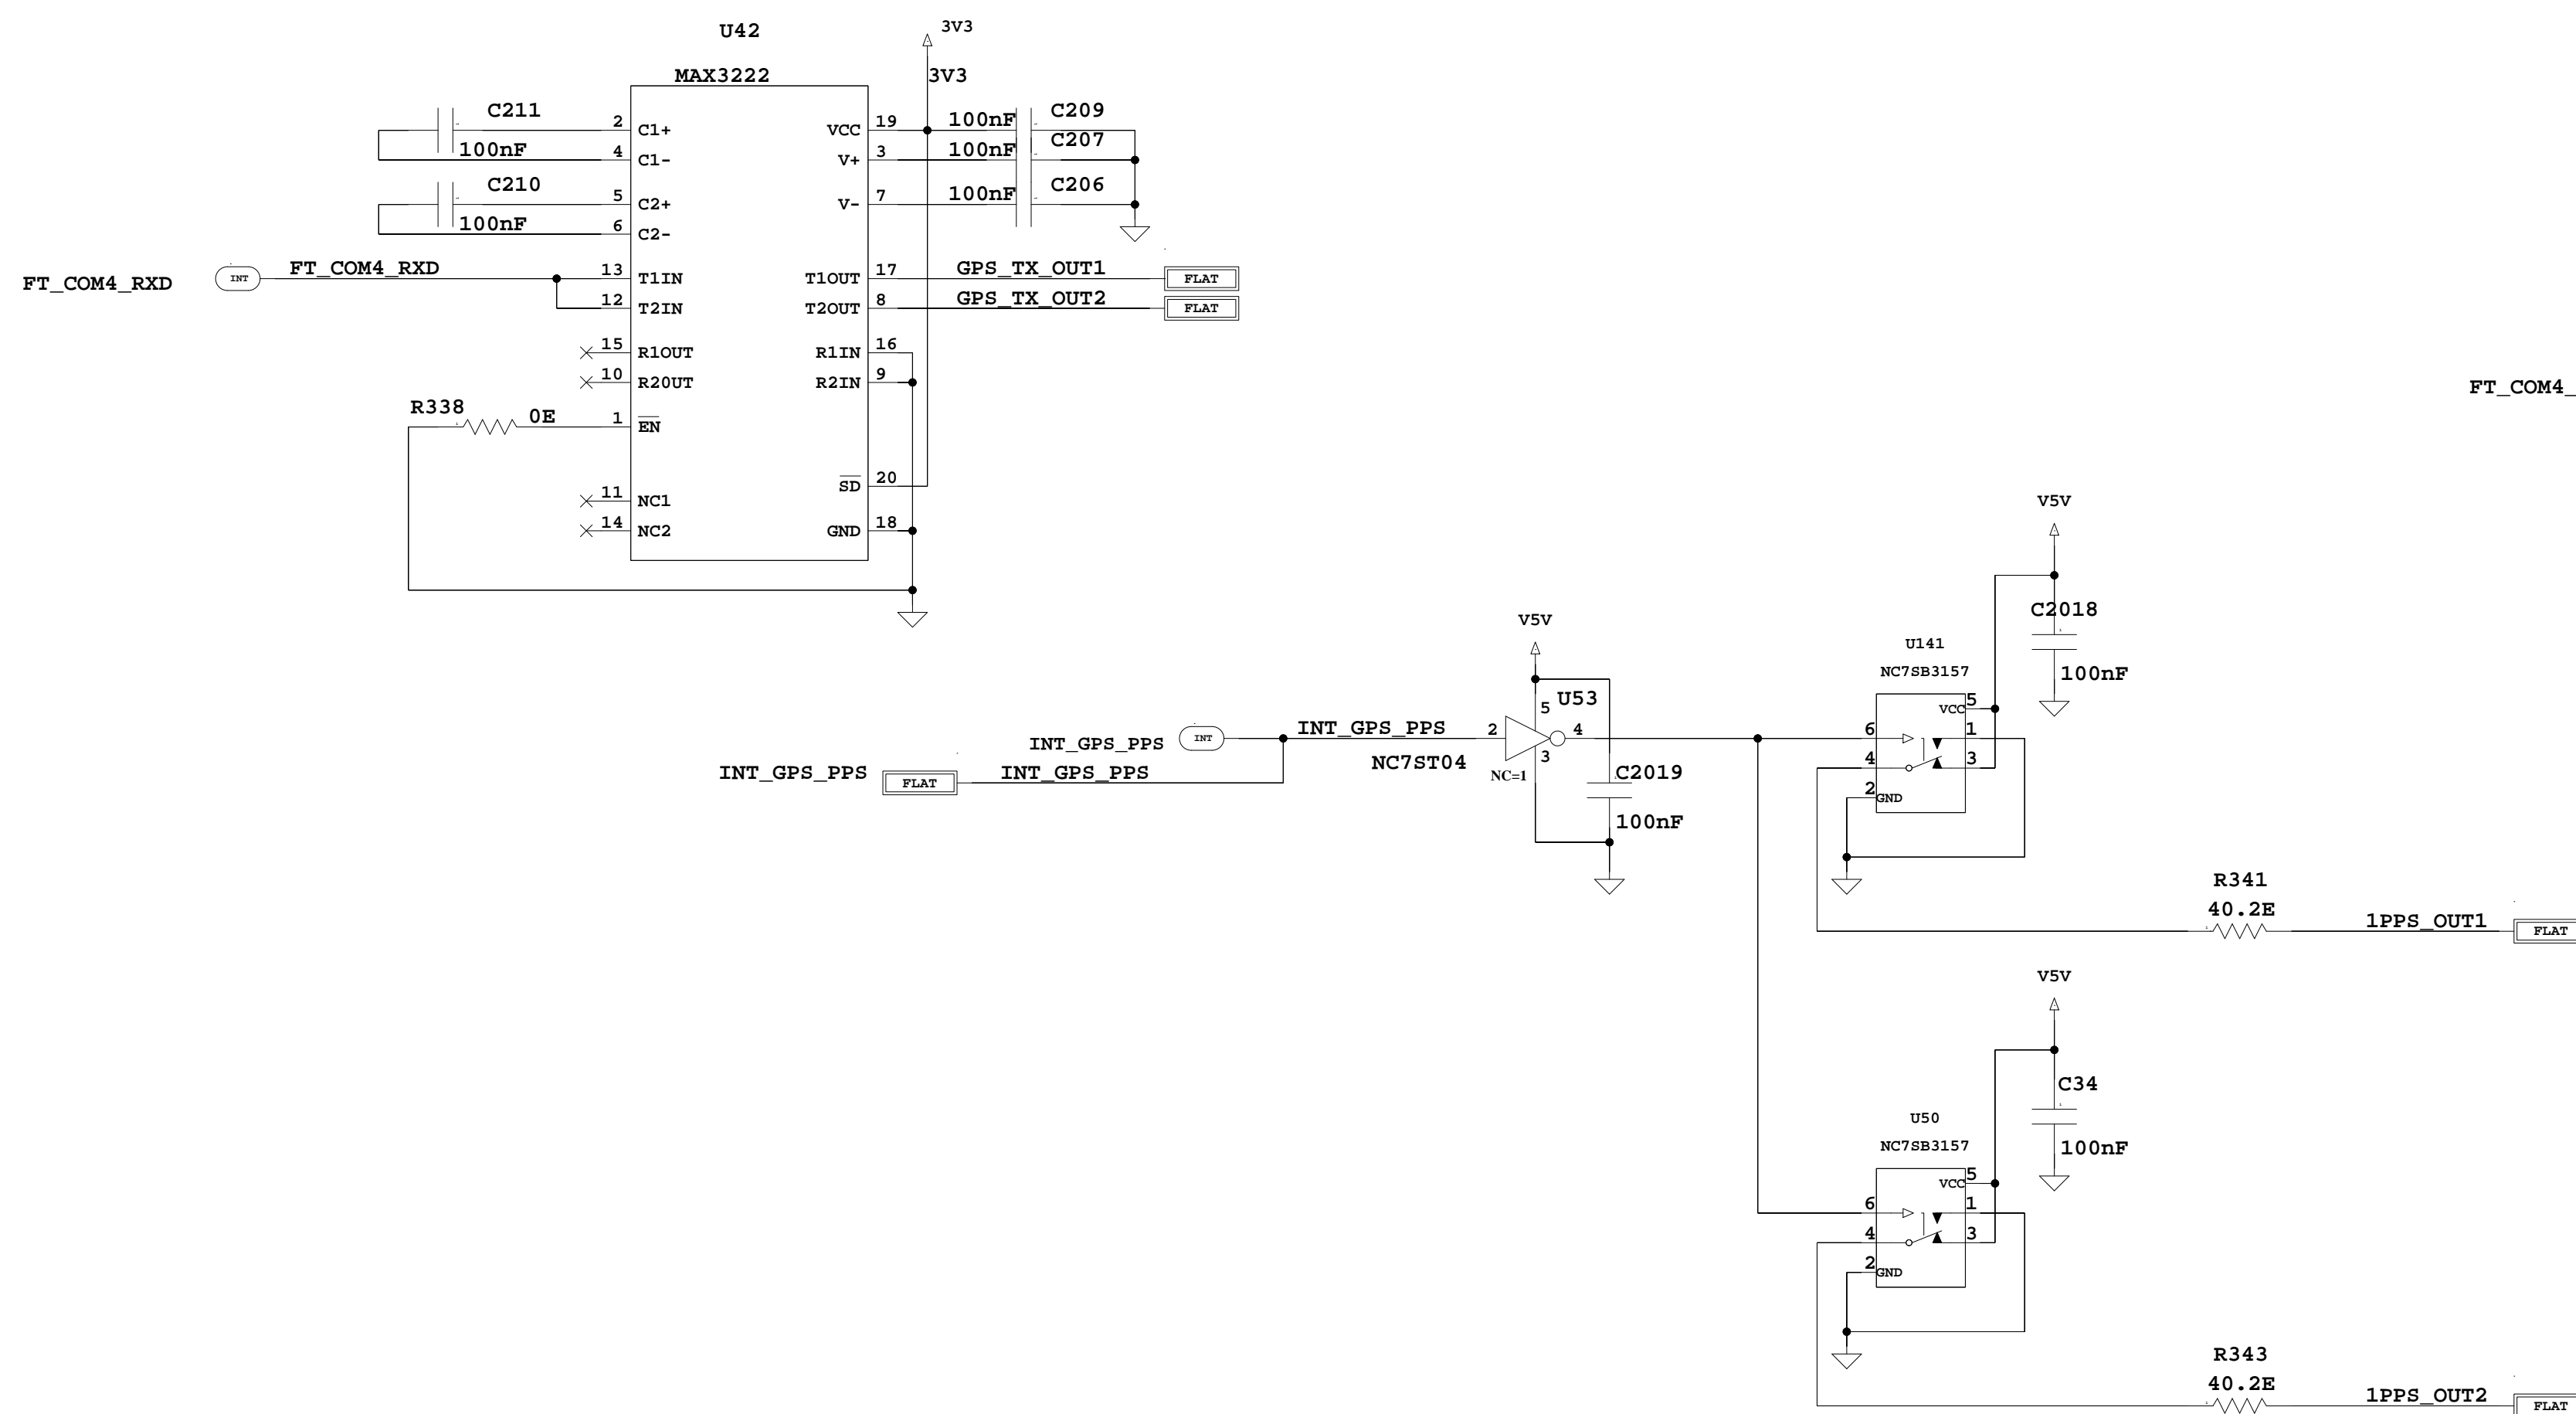 U42
MAX3222
3V3
3V3
C211
100nF
C210
100nF
2 C1+
4 C1-
5 C2+
6 C2-
13 T1IN
12 T2IN
15 R1OUT
10 R2OUT
1 EN
11 NC1
14 NC2
VCC 19
V+ 3
V- 7
T1OUT 17
T2OUT 8
R1IN 16
R2IN 9
SD 20
GND 18
100nF C209
100nF C207
100nF C206
FT_COM4_RXD INT FT_COM4_RXD
GPS_TX_OUT1 FLAT
GPS_TX_OUT2 FLAT
R338 0E
FT_COM4_
V5V
U53
5
2
4
3
NC7ST04
NC=1
C2019
100nF
INT_GPS_PPS INT INT_GPS_PPS
INT_GPS_PPS FLAT INT_GPS_PPS
V5V
C2018
100nF
U141
NC7SB3157
VCC 5
6 1
4 3
2 GND
R341
40.2E
1PPS_OUT1 FLAT
V5V
C34
100nF
U50
NC7SB3157
VCC 5
6 1
4 3
2 GND
R343
40.2E
1PPS_OUT2 FLAT